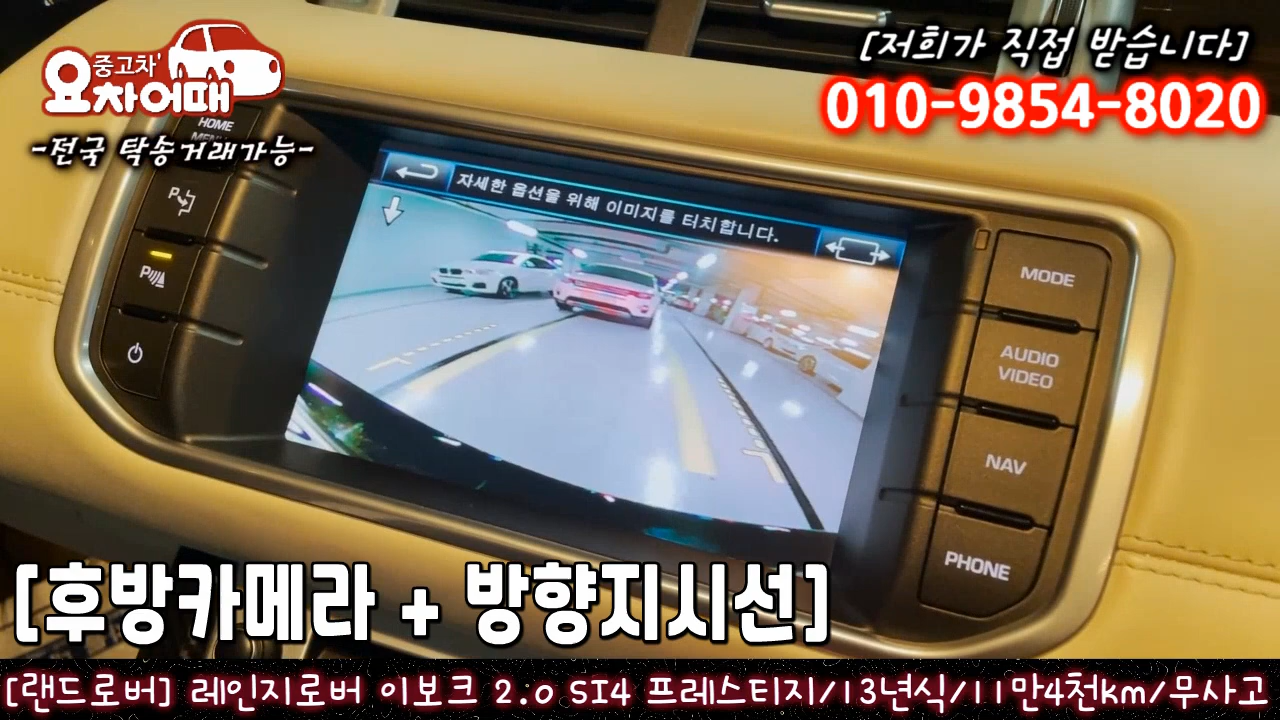 중고차
요차어때
-전국 탁송거래가능-
[저희가 직접 받습니다]
010-9854-8020
HOME
MENU
자세한 옵션을 위해 이미지를 터치합니다.
P
P
MODE
AUDIO
VIDEO
NAV
PHONE
[후방카메라 + 방향지시선]
[랜드로버] 레인지로버 이보크 2.0 SI4 프레스티지/13년식/11만4천km/무사고